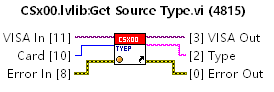 CSx00.lvlib:Get Source Type.vi (4815)
VISA In [11]
Card [10]
Error In [8]
CSX00
TYEP
[3] VISA Out
[2] Type
[0] Error Out